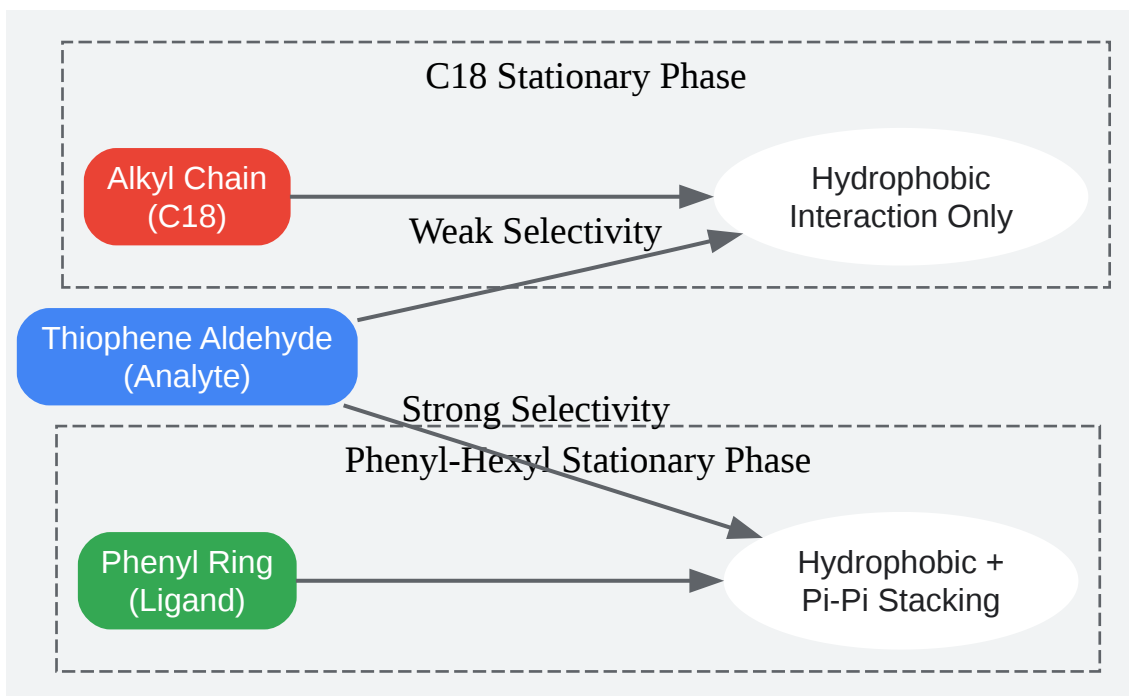 C18 Stationary Phase
Alkyl Chain
(C18)
Hydrophobic
Interaction Only
Weak Selectivity
Thiophene Aldehyde
(Analyte)
Strong Selectivity
Phenyl-Hexyl Stationary Phase
Phenyl Ring
(Ligand)
Hydrophobic +
Pi-Pi Stacking